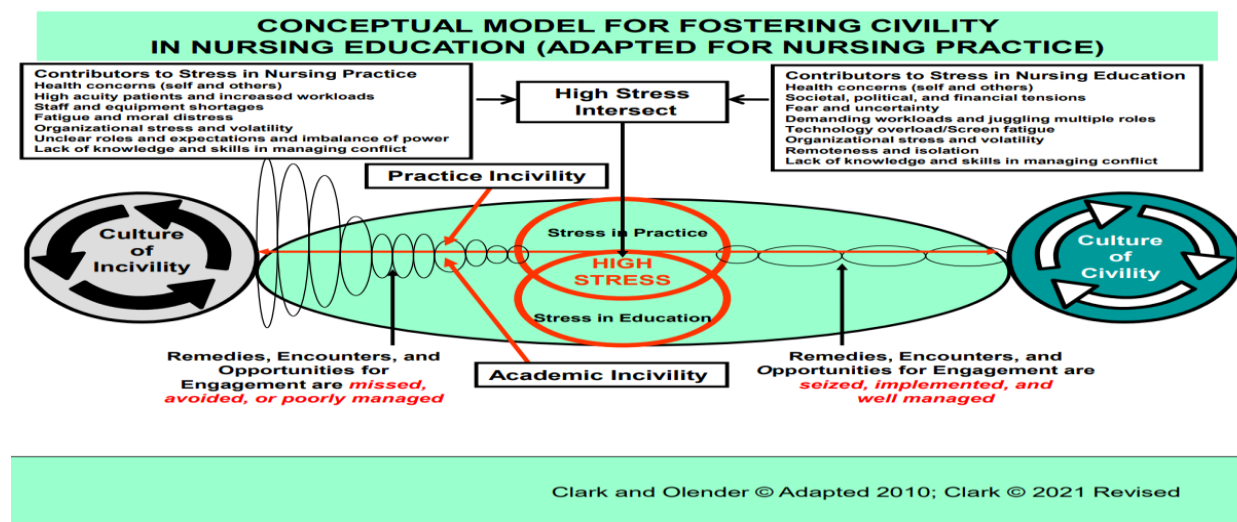 CONCEPTUAL MODEL FOR FOSTERING CIVILITY
IN NURSING EDUCATION (ADAPTED FOR NURSING PRACTICE)
Contributors to Stress in Nursing Practice
Health concerns (self and others)
High acuity patients and increased workloads
Staff and equipment shortages
Fatigue and moral distress
Organizational stress and volatility
Unclear roles and expectations and imbalance of power
Lack of knowledge and skills in managing conflict
High Stress
Intersect
Contributors to Stress in Nursing Education
Health concerns (self and others)
Societal, political, and financial tensions
Fear and uncertainty
Demanding workloads and juggling multiple roles
Technology overload/Screen fatigue
Organizational stress and volatility
Remoteness and isolation
Lack of knowledge and skills in managing conflict
Practice Incivility
Culture
of
Incivility
Stress in Practice
HIGH
STRESS
Stress in Education
Culture
of
Civility
Remedies, Encounters, and
Opportunities for
Engagement are missed,
avoided, or poorly managed
Academic Incivility
Remedies, Encounters, and
Opportunities for Engagement are
seized, implemented, and
well managed
Clark and Olender © Adapted 2010; Clark © 2021 Revised